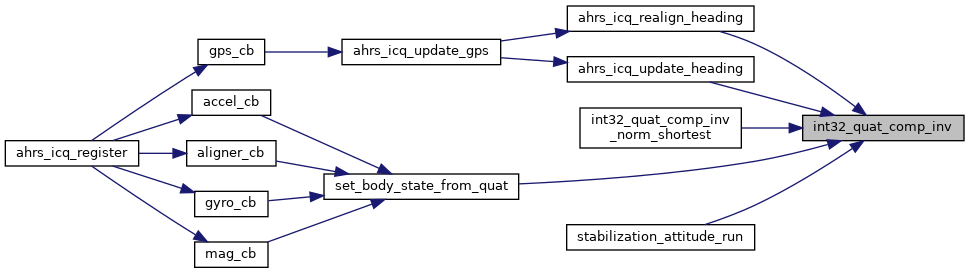 ahrs_icq_realign_heading
gps_cb
ahrs_icq_update_gps
ahrs_icq_update_heading
accel_cb
int32_quat_comp_inv
_norm_shortest
int32_quat_comp_inv
ahrs_icq_register
aligner_cb
set_body_state_from_quat
gyro_cb
stabilization_attitude_run
mag_cb